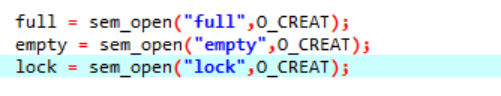 full = sem_open("full",O_CREAT);
empty = sem_open("empty",O_CREAT);
lock = sem_open("lock",O_CREAT);